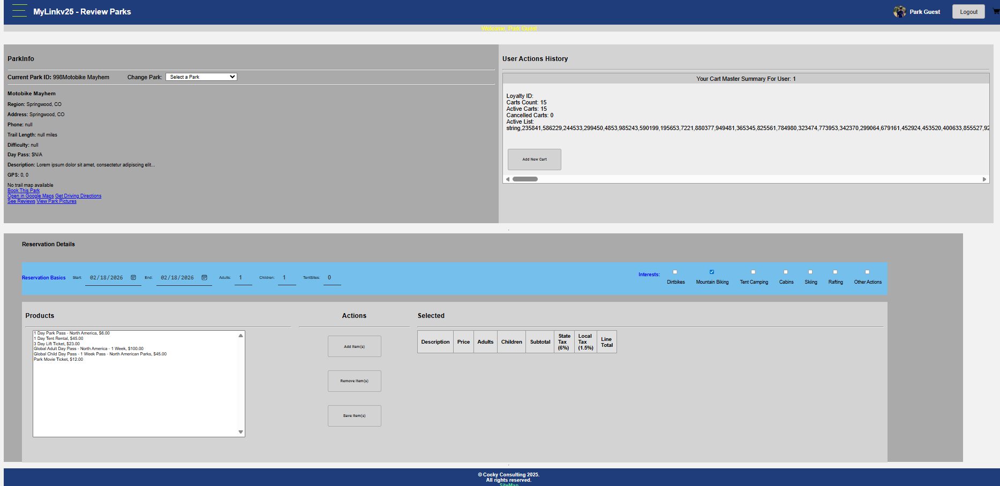 MyLinkv25 - Review Parks
Park Guest
Logout
Welcome, Park Guest
ParkInfo
Current Park ID: 998Motobike Mayhem
Change Park:
Select a Park
Motobike Mayhem
Region: Springwood, CO
Address: Springwood, CO
Phone: null
Trail Length: null miles
Difficulty: null
Day Pass: $N/A
Description: Lorem ipsum dolor sit amet, consectetur adipiscing elit...
GPS: 0, 0
No trail map available
Book This Park
Open in Google Maps Get Driving Directions
See Reviews View Park Pictures
User Actions History
Your Cart Master Summary For User: 1
Loyalty ID:
Carts Count: 15
Active Carts: 15
Cancelled Carts: 0
Active List:
string,235841,586229,244533,299450,4853,985243,590199,195653,7221,880377,949481,365345,825561,784980,323474,773953,342370,299064,679161,452924,453520,400633,855527,92
Add New Cart
.
Reservation Details
Reservation Basics
Start:
02/18/2026
End:
02/18/2026
Adults:
1
Children:
1
TentSites:
0
Interests:
Dirtbikes
Mountain Biking
Tent Camping
Cabins
Skiing
Rafting
Other Actions
Products
1 Day Park Pass - North America, $6.00
1 Day Tent Rental, $45.00
3 Day Lift Ticket, $23.00
Global Adult Day Pass - North America - 1 Week, $100.00
Global Child Day Pass - 1 Week Pass - North American Parks, $45.00
Park Movie Ticket, $12.00
Actions
Add Item(s)
Remove Item(s)
Save Item(s)
Selected
Description
Price
Adults
Children
Subtotal
State Tax (6%)
Local Tax (1.5%)
Line Total
.
© Cocky Consulting 2025.
All rights reserved.
SiteMap